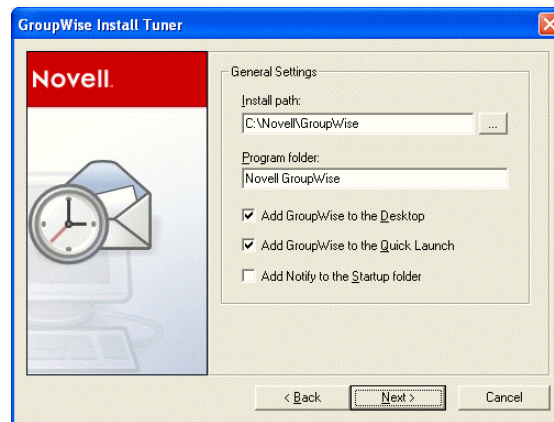 GroupWise Install Tuner
Novell.
General Settings
Install path:
C:\Novell\GroupWise
...
Program folder:
Novell GroupWise
Add GroupWise to the Desktop
Add GroupWise to the Quick Launch
Add Notify to the Startup folder
< Back
Next >
Cancel